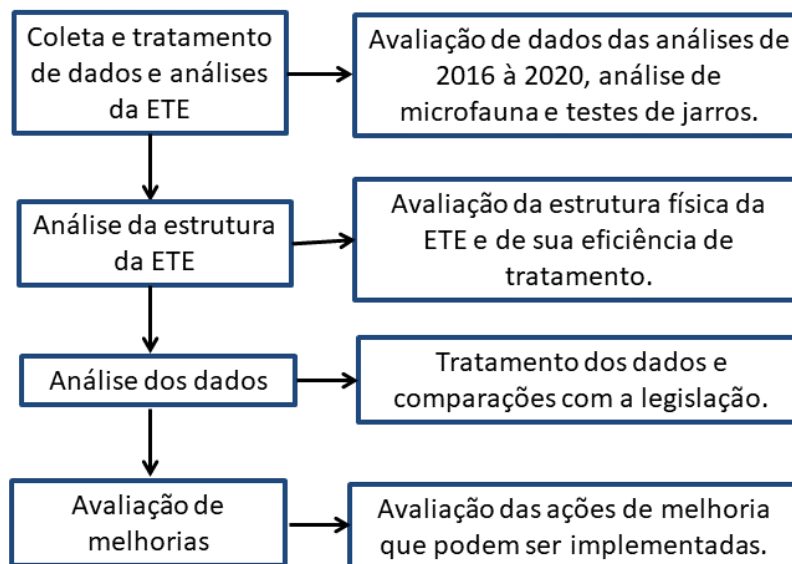 Coleta e tratamento
de dados e análises
da ETE
Avaliação de dados das análises de
2016 à 2020, análise de
microfauna e testes de jarros.
Análise da estrutura
da ETE
Avaliação da estrutura física da
ETE e de sua eficiência de
tratamento.
Análise dos dados
Tratamento dos dados e
comparações com a legislação.
Avaliação de
melhorias
Avaliação das ações de melhoria
que podem ser implementadas.